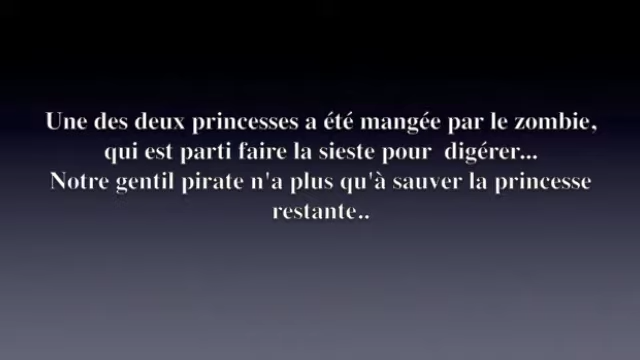 Une des deux princesses a été mangée par le zombie,
qui est parti faire la sieste pour  digérer...
Notre gentil pirate n'a plus qu'à sauver la princesse
restante..